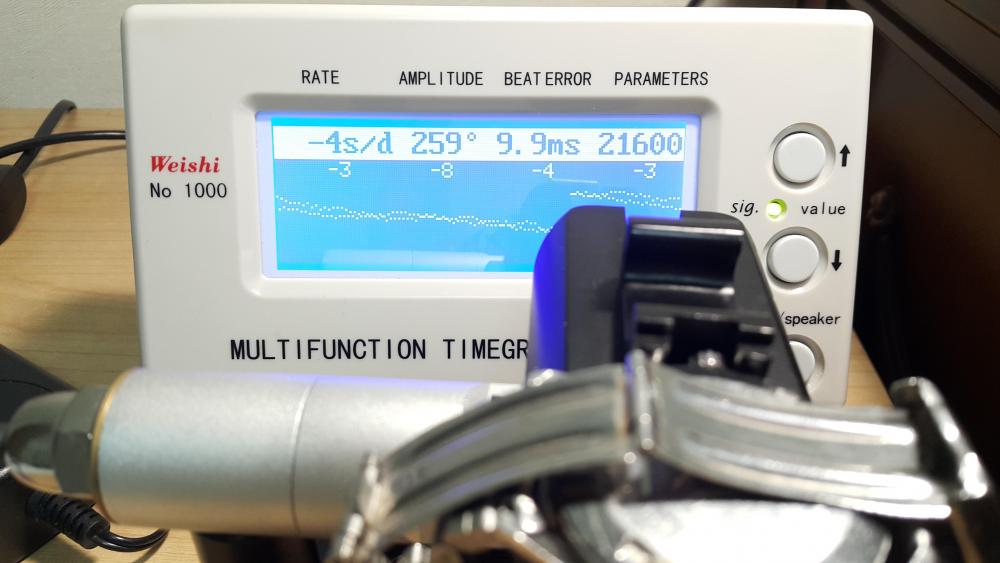 RATE AMPLITUDE BEAT ERROR PARAMETERS
-4s/d 259° 9.9ms 21600
-3 -8 -4 -3
Weishi
No 1000
sig. value
/speaker
MULTIFUNCTION TIMEGR